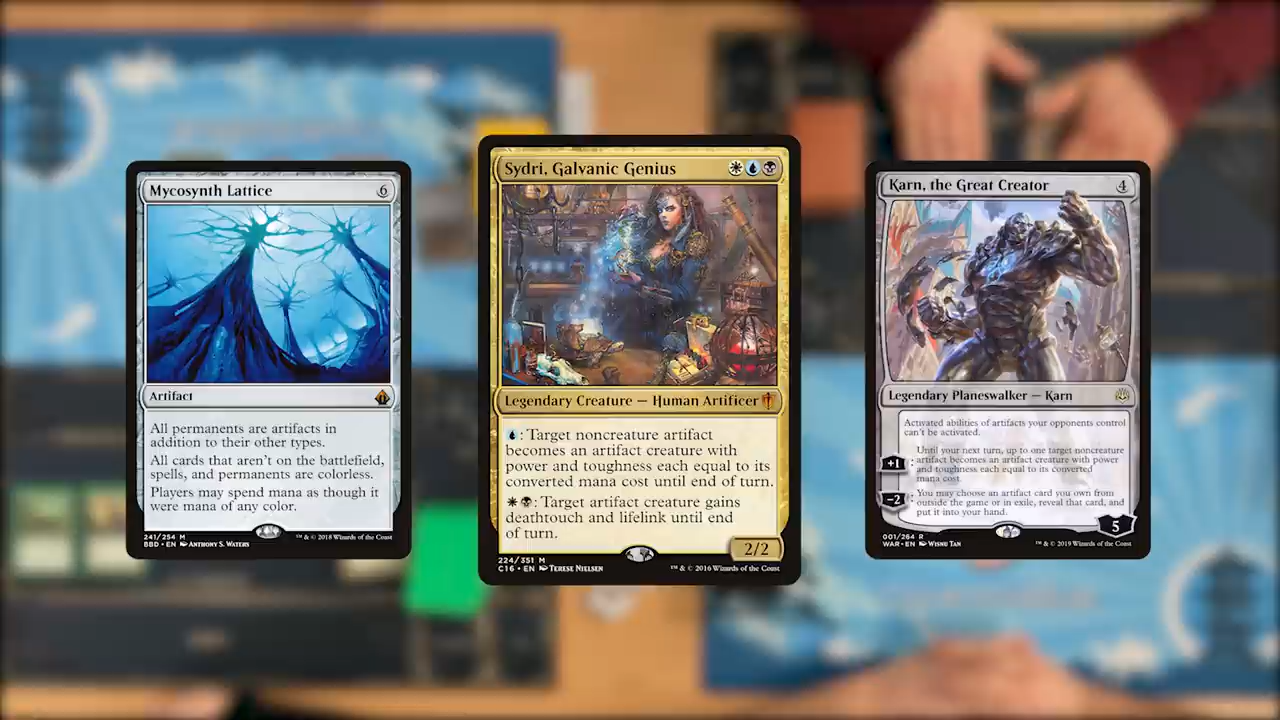 Mycosynth Lattice 6
Artifact
All permanents are artifacts in
addition to their other types.
All cards that aren't on the battlefield,
spells, and permanents are colorless.
Players may spend mana as though it
were mana of any color.
241/264 M
BBD • EN Anthony S. Waters
™ & © 2018 Wizards of the Coast
Sydri, Galvanic Genius
Legendary Creature — Human Artificer
: Target noncreature artifact
becomes an artifact creature with
power and toughness each equal to its
converted mana cost until end of turn.
: Target artifact creature gains
deathtouch and lifelink until end
of turn.
2/2
224/351 M
C16 • EN Terese Nielsen
™ & © 2016 Wizards of the Coast
Karn, the Great Creator 4
Legendary Planeswalker — Karn
Activated abilities of artifacts your opponents control
can't be activated.
+1 : Until your next turn, up to one target noncreature
artifact becomes an artifact creature with power
and toughness each equal to its converted
mana cost.
−2 : You may choose an artifact card you own from
outside the game or in exile, reveal that card, and
put it into your hand.
5
001/264 R
WAR • EN Wisnu Tan
™ & © 2019 Wizards of the Coast